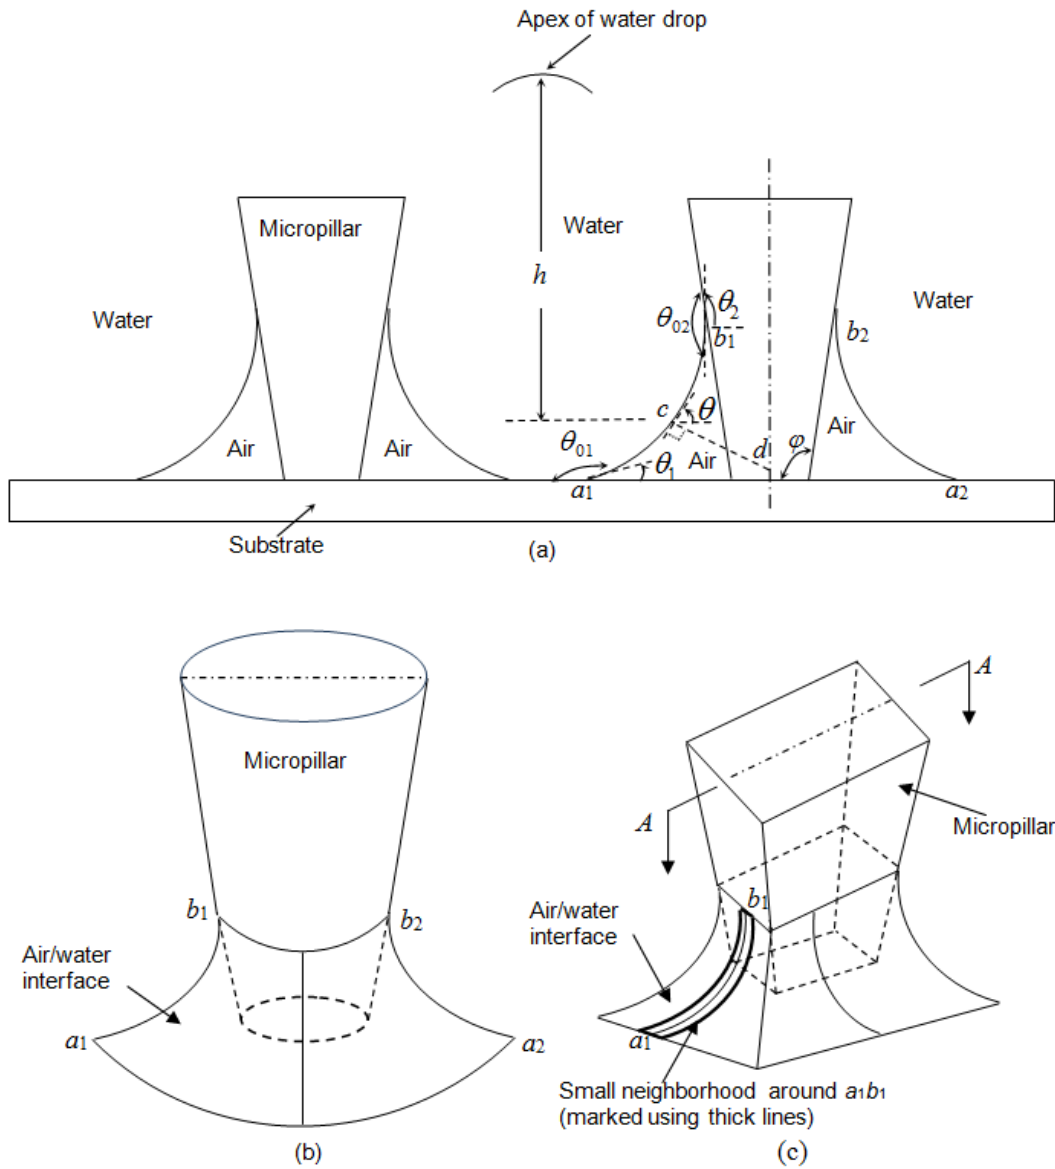 Apex of water drop
Micropillar
Water
h
Water
Water
θ02
θ2
b1
b2
c
θ
θ01
θ1
Air
Air
Air
d
φ
Air
a1
a2
Substrate
(a)
Micropillar
b1
b2
Air/water
interface
a1
a2
(b)
A
A
Micropillar
b1
Air/water
interface
a1
Small neighborhood around a1b1
(marked using thick lines)
(c)